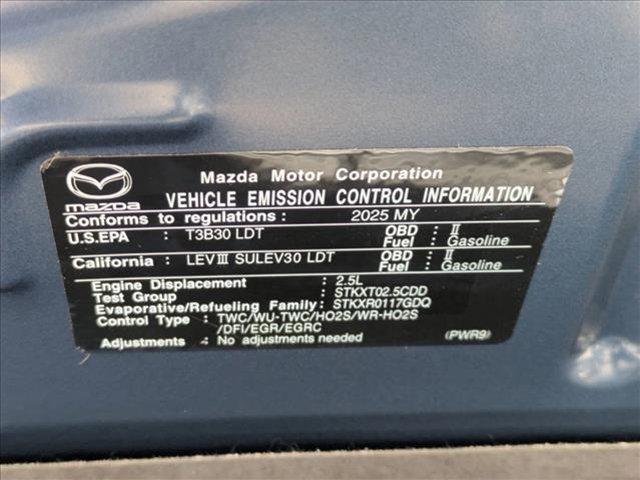 Mazda Motor Corporation
mazda
VEHICLE EMISSION CONTROL INFORMATION
Conforms to regulations : 2025 MY
U.S.EPA : T3B30 LDT OBD : II
Fuel : Gasoline
California : LEVⅢ SULEV30 LDT OBD : II
Fuel : Gasoline
Engine Displacement : 2.5L
Test Group : STKXT02.5CDD
Evaporative/Refueling Family: STKXR0117GDQ
Control Type : TWC/WU-TWC/HO2S/WR-HO2S
/DFI/EGR/EGRC
Adjustments : No adjustments needed (PWR9)